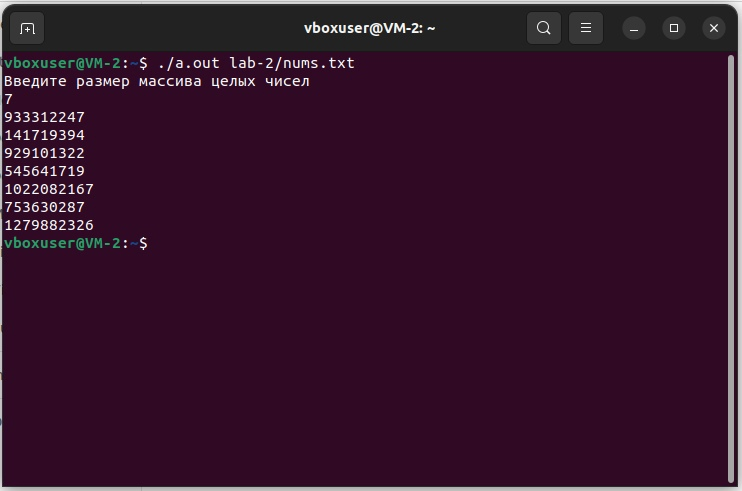 vboxuser@VM-2: ~
vboxuser@VM-2:~$ ./a.out lab-2/nums.txt
Введите размер массива целых чисел
7
933312247
141719394
929101322
545641719
1022082167
753630287
1279882326
vboxuser@VM-2:~$